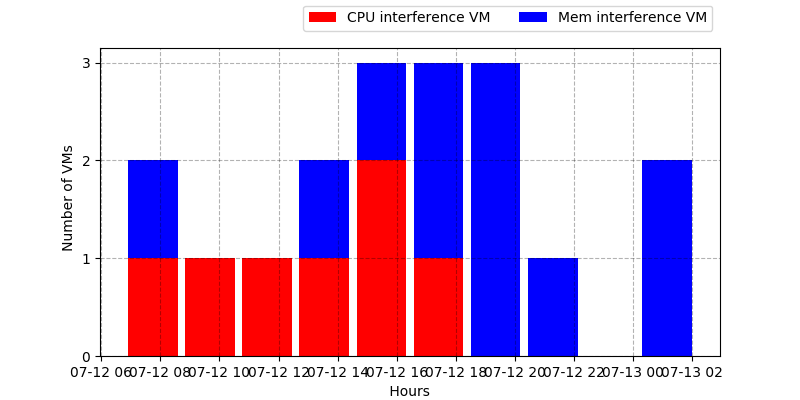 CPU interference VM Mem interference VM
3
2
1
0
Number of VMs
07-12 06 07-12 08 07-12 10 07-12 12 07-12 14 07-12 16 07-12 18 07-12 20 07-12 22 07-13 00 07-13 02
Hours